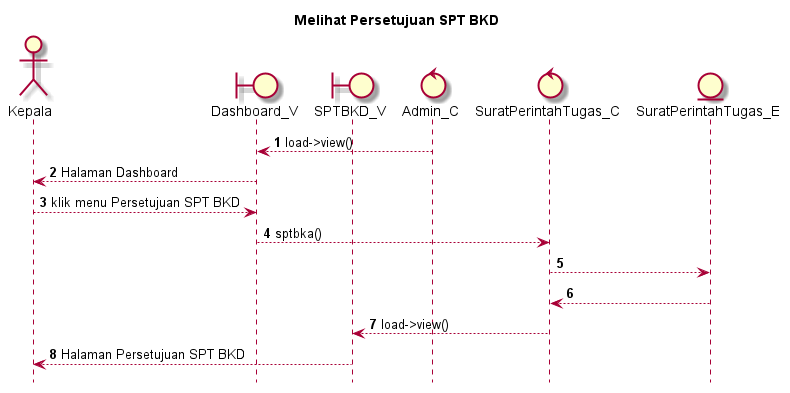 Melihat Persetujuan SPT BKD
Kepala
Dashboard_V
SPTBKD_V
Admin_C
SuratPerintahTugas_C
SuratPerintahTugas_E
1 load->view()
2 Halaman Dashboard
3 klik menu Persetujuan SPT BKD
4 sptbka()
5
6
7 load->view()
8 Halaman Persetujuan SPT BKD